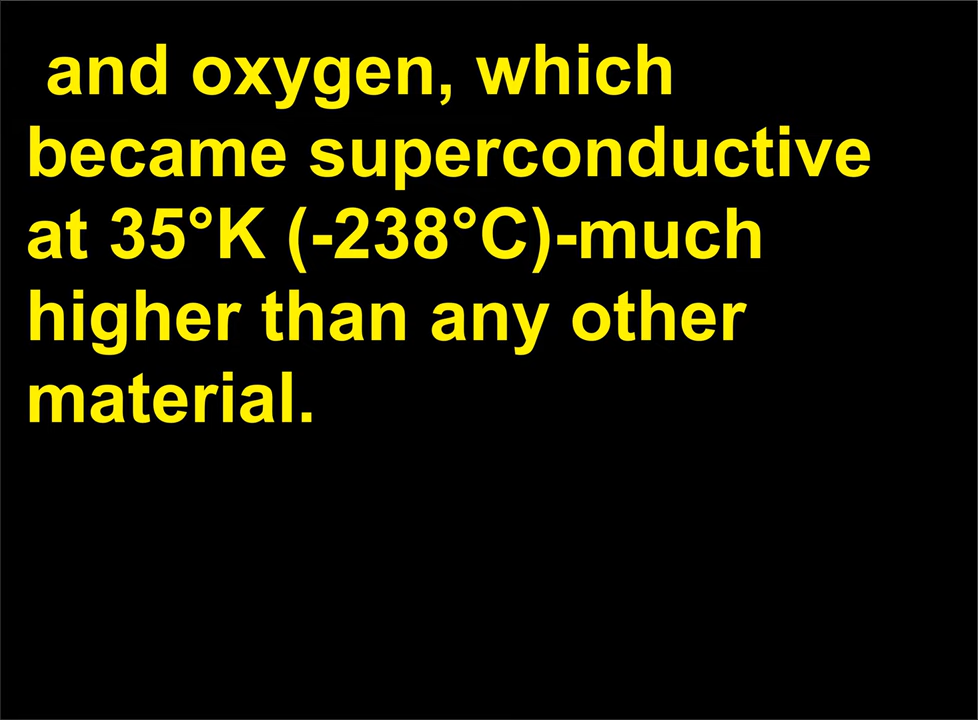 and oxygen, which
became superconductive
at 35°K (-238°C)-much
higher than any other
material.